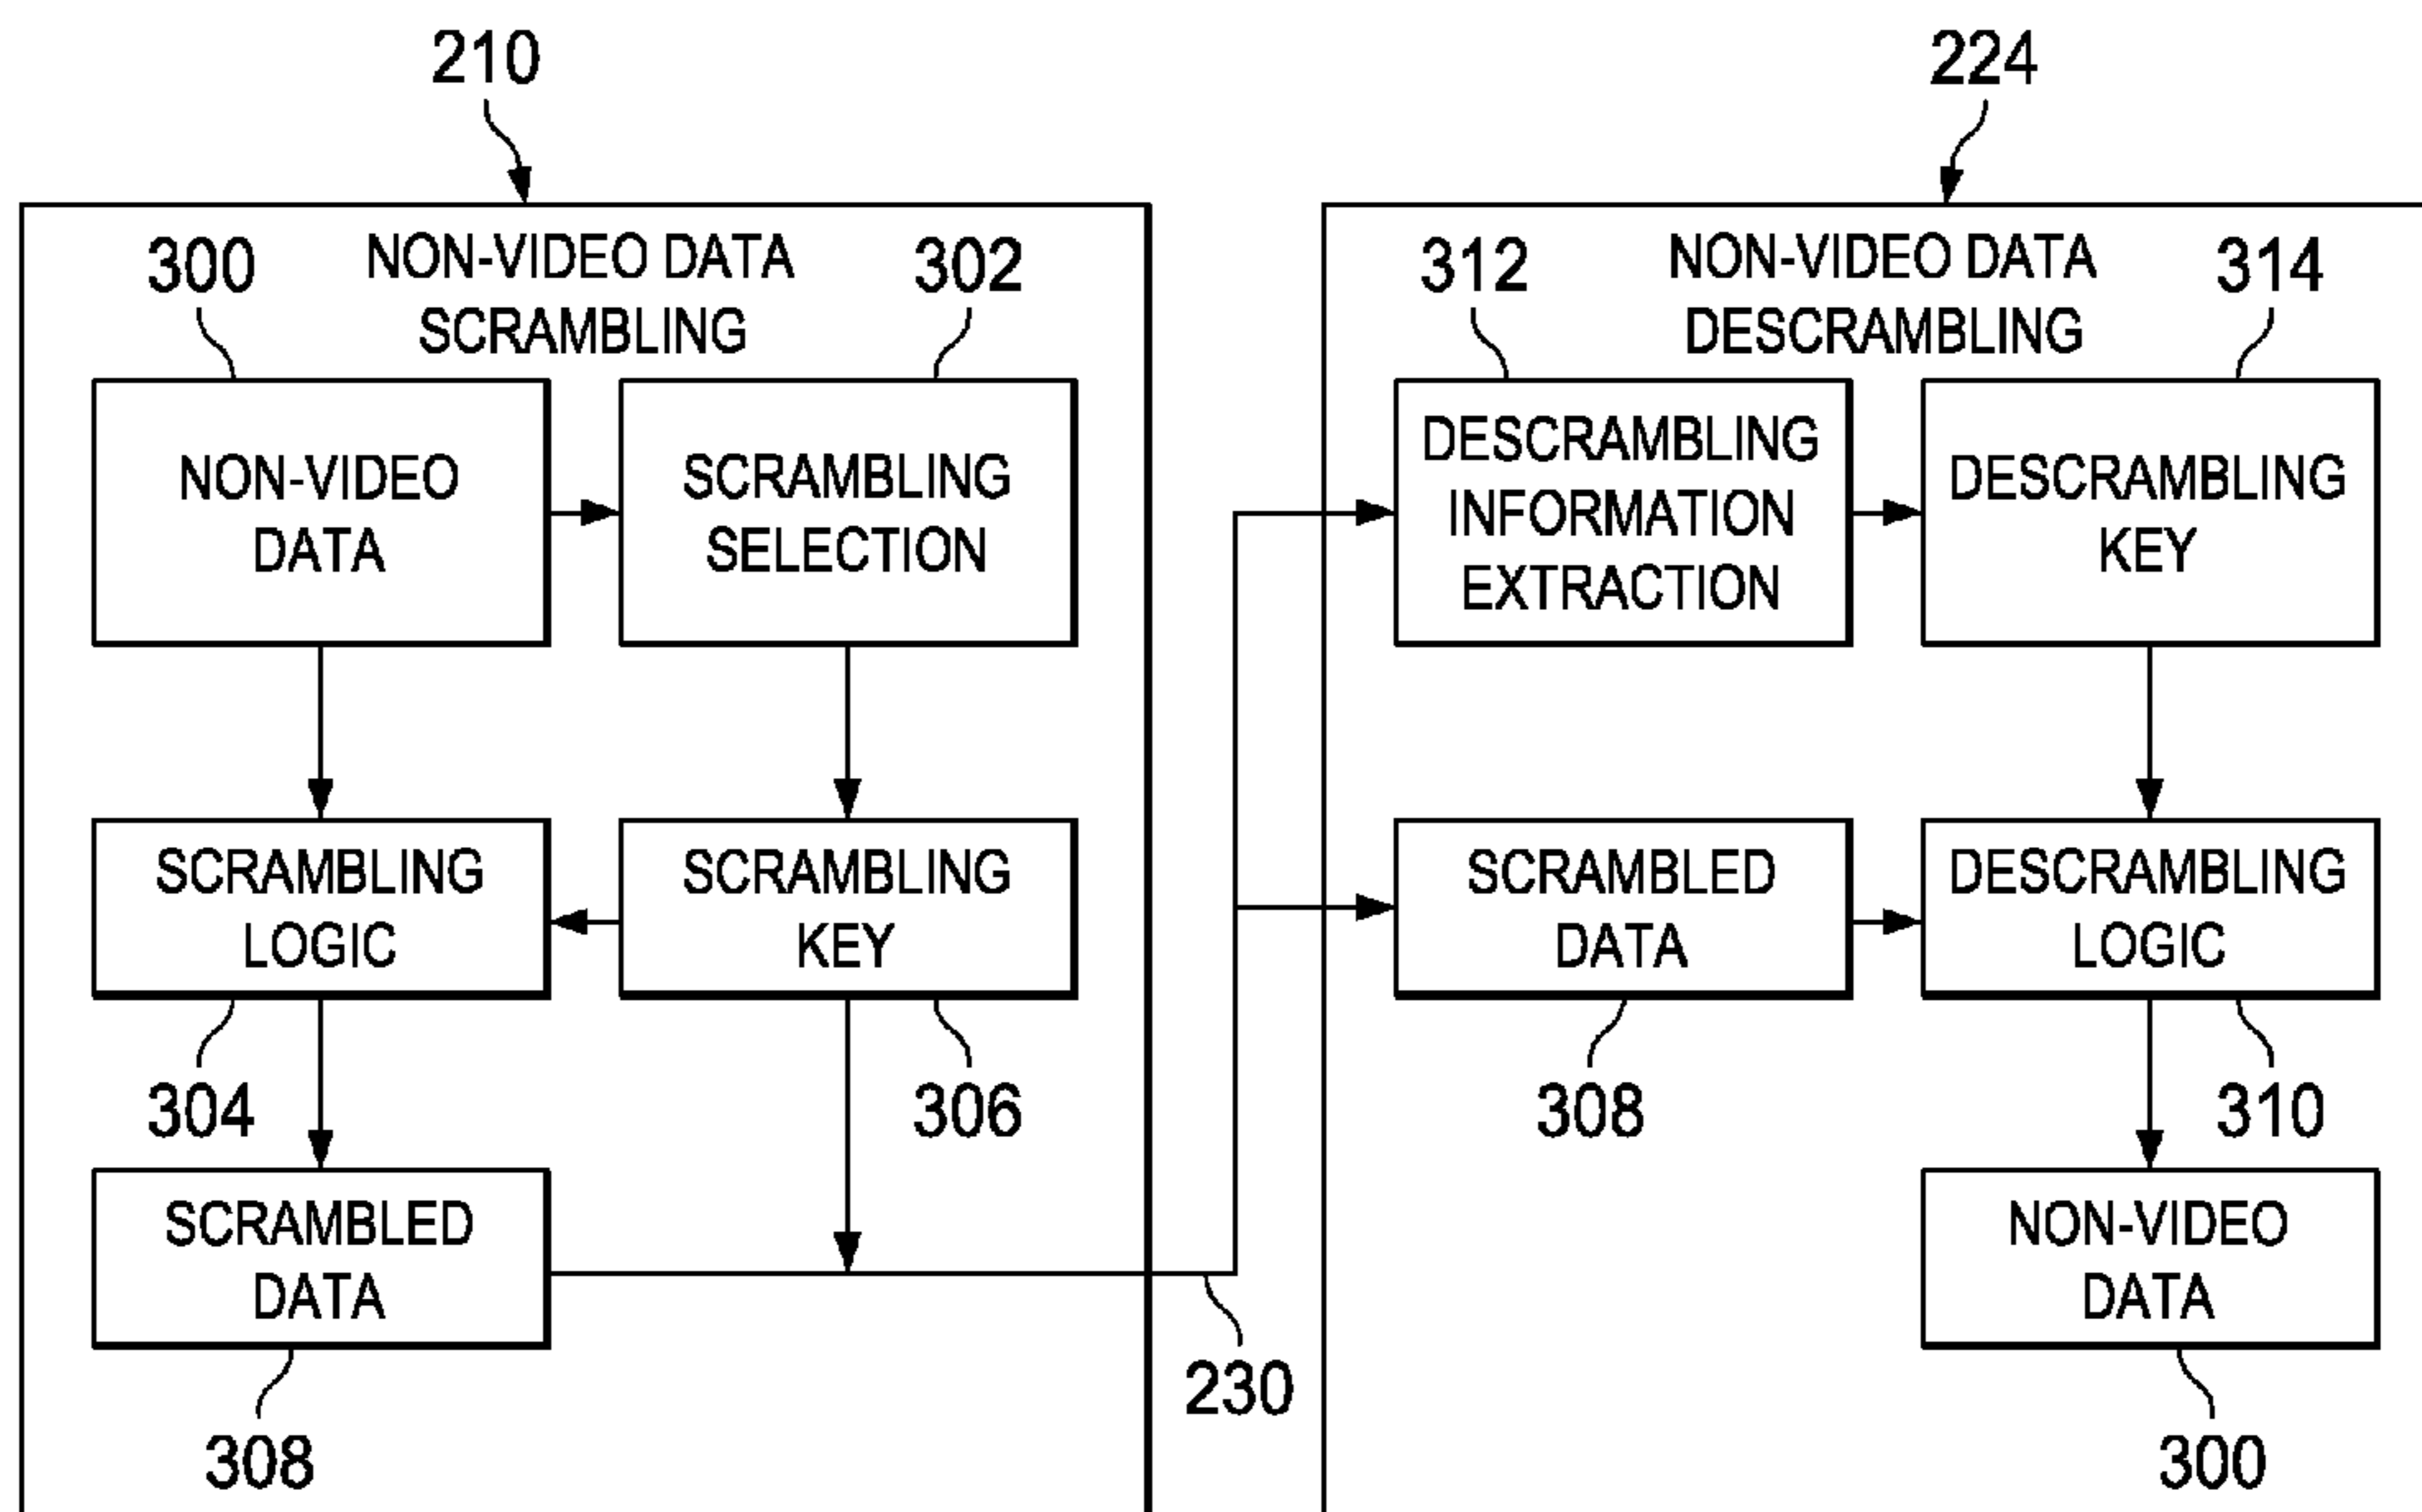 210
224
NON-VIDEO DATA
SCRAMBLING
300
302
NON-VIDEO
DATA
SCRAMBLING
SELECTION
SCRAMBLING
LOGIC
SCRAMBLING
KEY
304
306
SCRAMBLED
DATA
308
230
NON-VIDEO DATA
DESCRAMBLING
312
314
DESCRAMBLING
INFORMATION
EXTRACTION
DESCRAMBLING
KEY
SCRAMBLED
DATA
DESCRAMBLING
LOGIC
308
310
NON-VIDEO
DATA
300